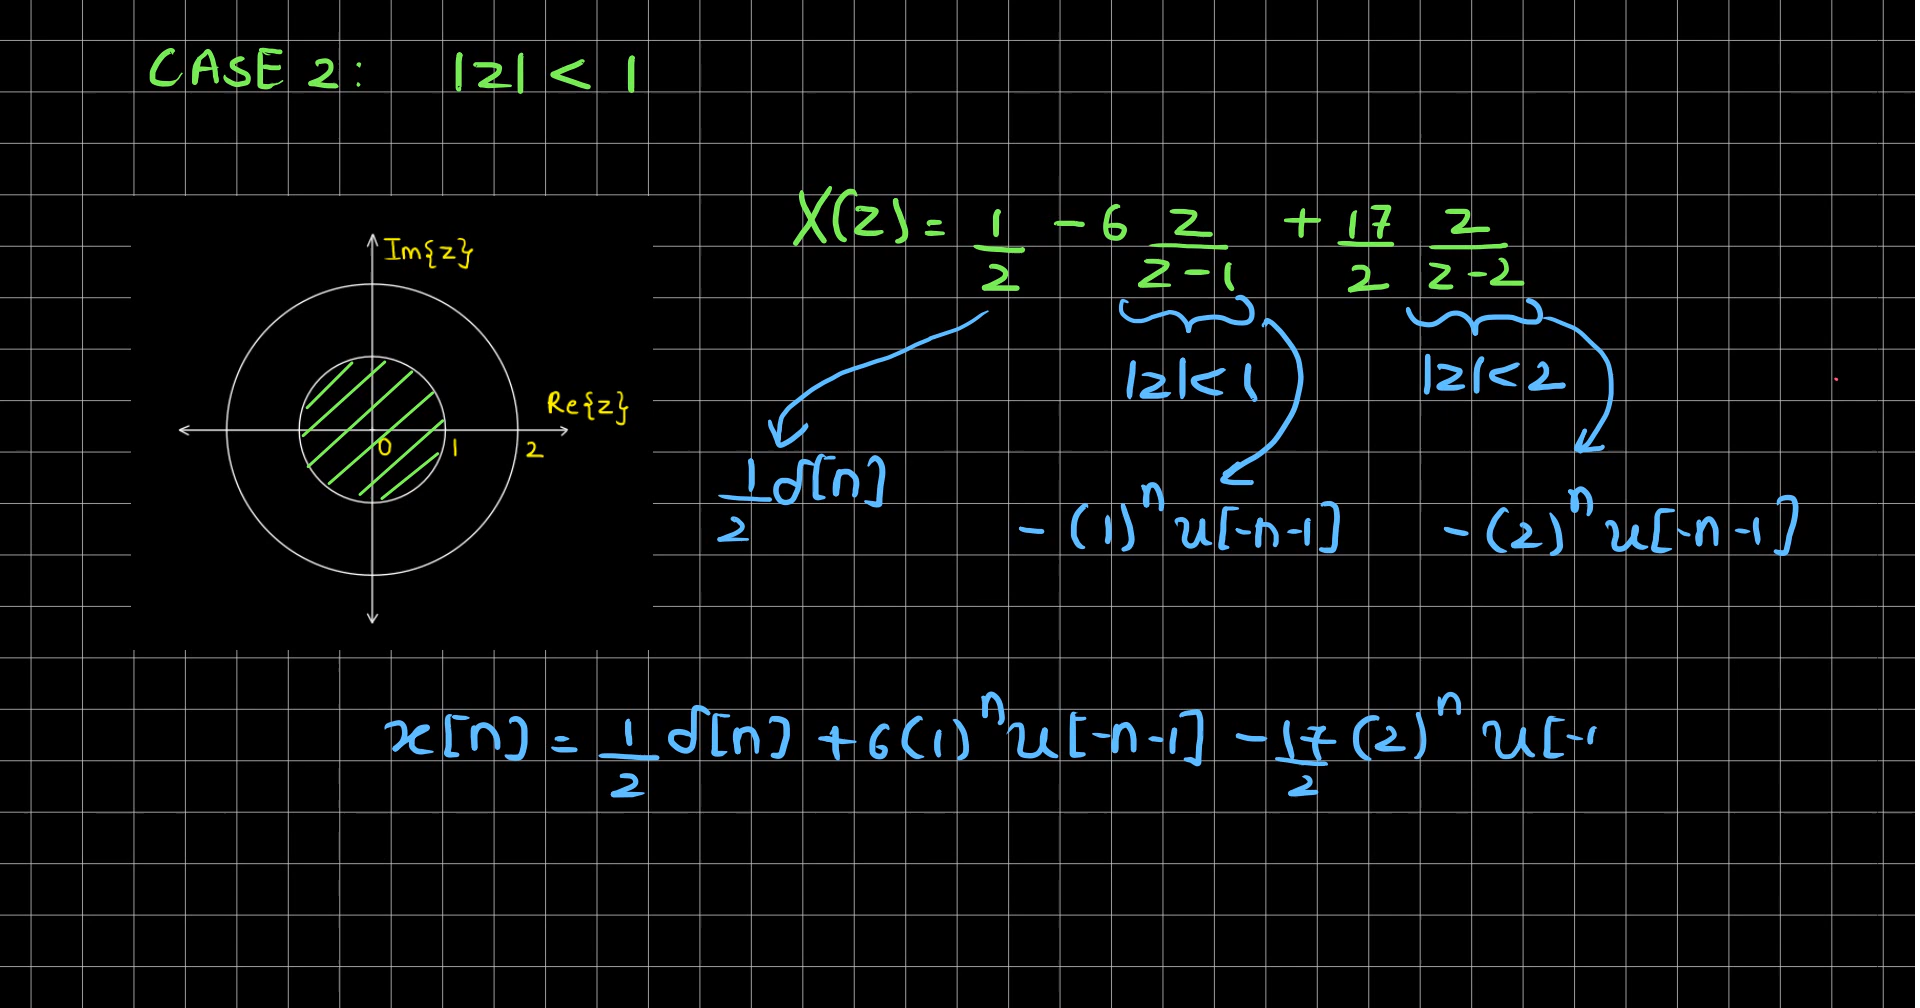 CASE 2: |z| < 1
X(z) = 1/2 - 6 z/(z-1) + 17/2 z/(z-2)
Im{z}
Re{z}
0 1 2
|z| < 1 |z| < 2
1/2 δ[n] -(1)^n u[-n-1] -(2)^n u[-n-1]
x[n] = 1/2 δ[n] + 6(1)^n u[-n-1] - 17/2 (2)^n u[-